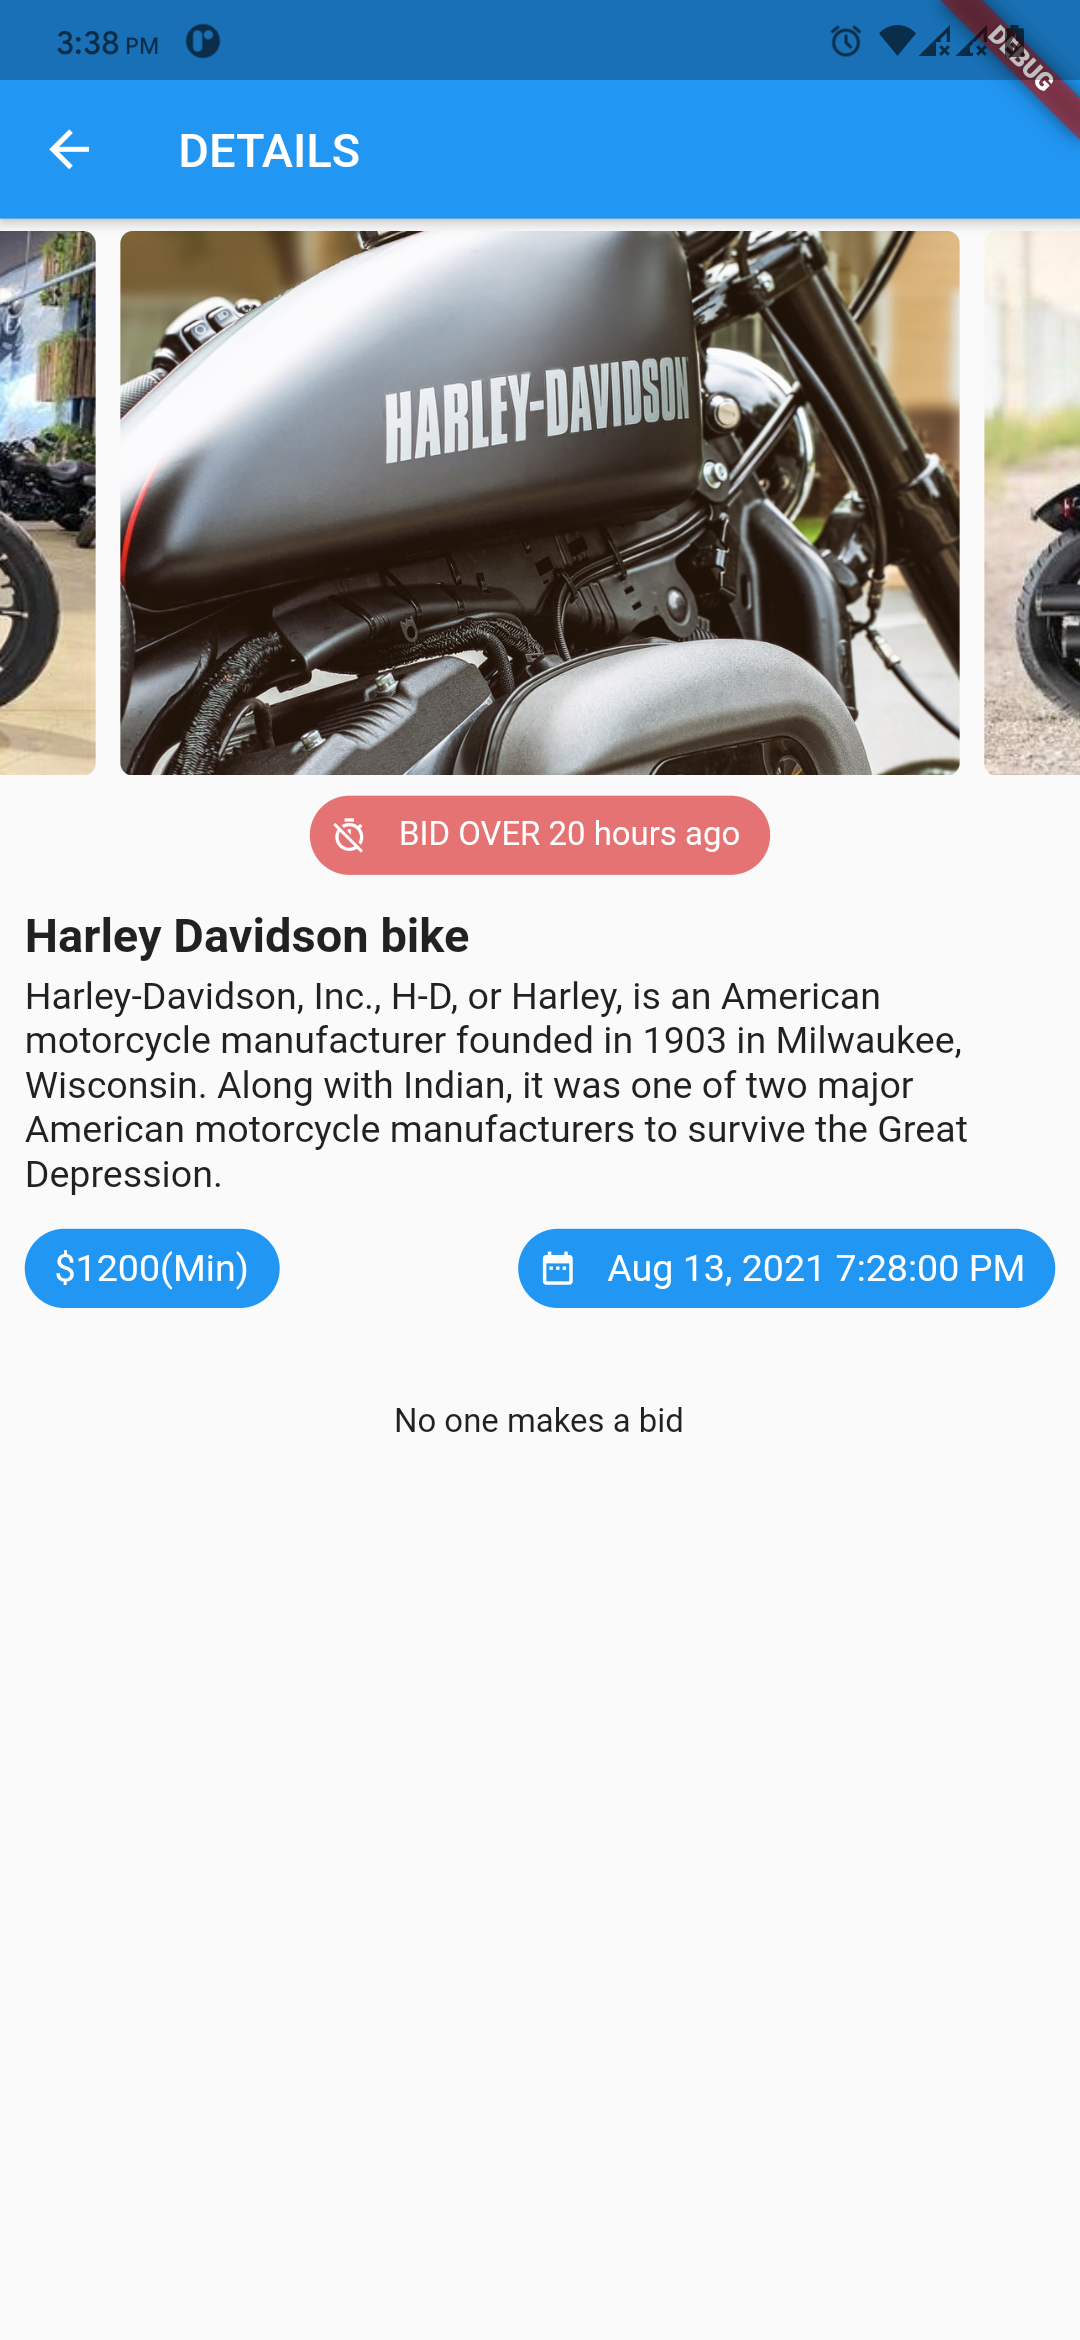 3:38 PM
DEBUG
DETAILS
HARLEY-DAVIDSON
BID OVER 20 hours ago
Harley Davidson bike
Harley-Davidson, Inc., H-D, or Harley, is an American
motorcycle manufacturer founded in 1903 in Milwaukee,
Wisconsin. Along with Indian, it was one of two major
American motorcycle manufacturers to survive the Great
Depression.
$1200(Min)
Aug 13, 2021 7:28:00 PM
No one makes a bid